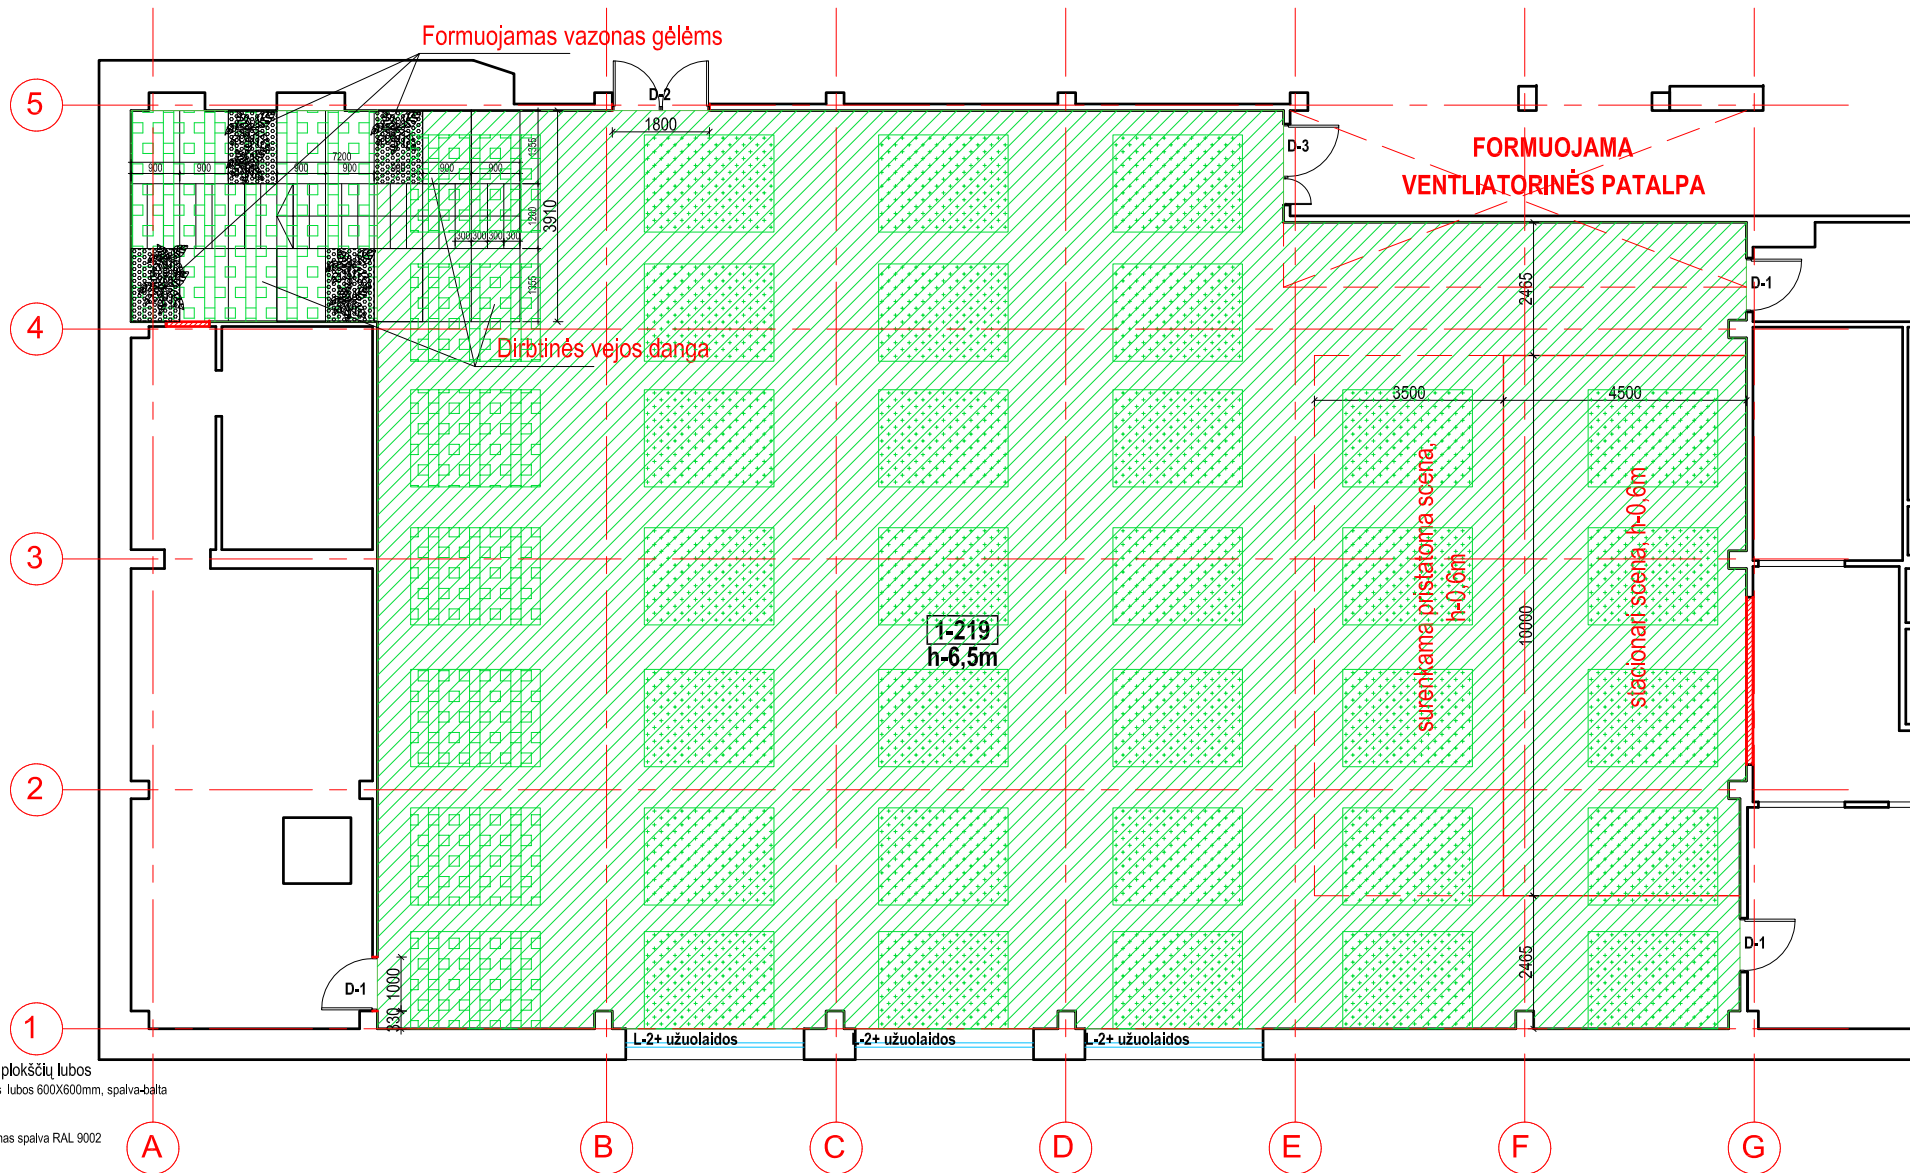 Formuojamas vazonas gėlėms
5
D-2
1800
D-3
FORMUOJAMA
VENTLIATORINĖS PATALPA
7200
900
900
900
900
900
900
900
1355
1200
3910
300
300
300
300
1355
2465
D-1
4
Dirbtinės vejos danga
3500
4500
surenkama pristatoma scena,
h-0,6m
stacionari scena, h-0,6m
3
10000
1-219
h-6,5m
2
D-1
1000
330
2465
D-1
1
L-2+ užuolaidos
L-2+ užuolaidos
L-2+ užuolaidos
plokščių lubos
s lubos 600X600mm, spalva-balta
nas spalva RAL 9002
A
B
C
D
E
F
G